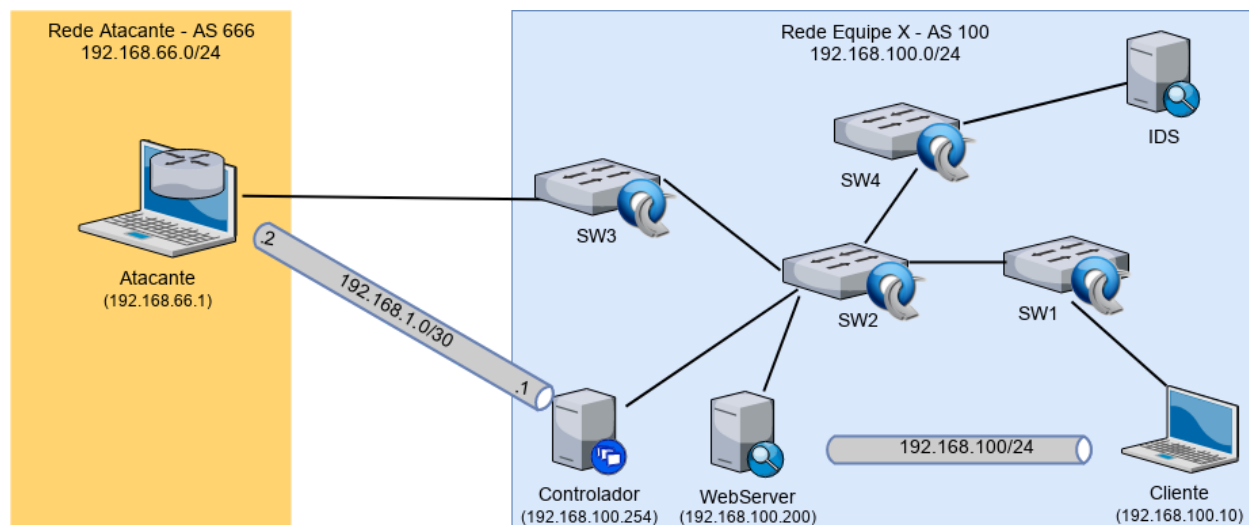 Rede Atacante - AS 666
192.168.66.0/24
Rede Equipe X - AS 100
192.168.100.0/24
IDS
SW4
SW3
.2
Atacante
(192.168.66.1)
192.168.1.0/30
SW2
SW1
.1
192.168.100/24
Controlador
(192.168.100.254)
WebServer
(192.168.100.200)
Cliente
(192.168.100.10)